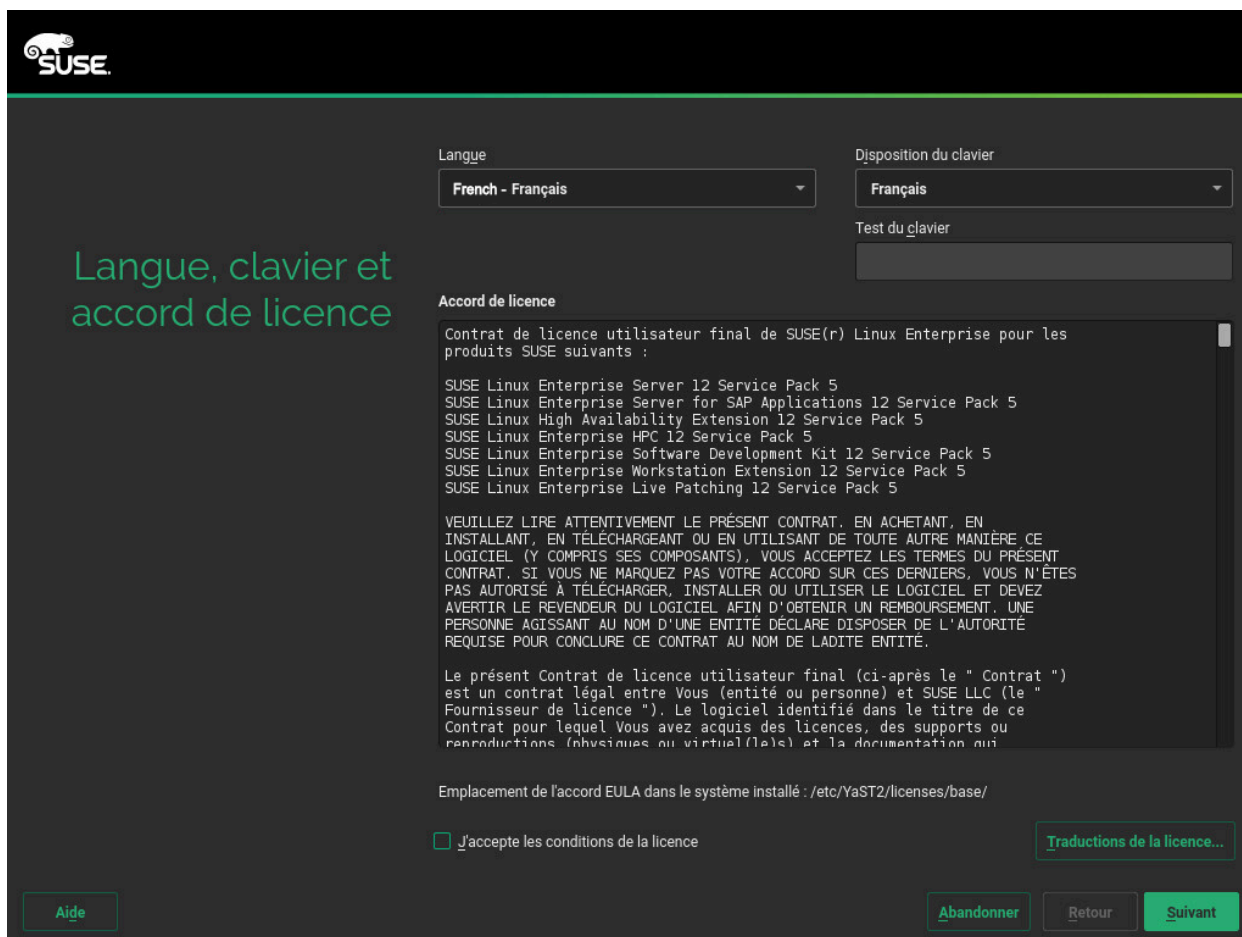 SUSE.
Langue
Disposition du clavier
French - Français
Français
Test du clavier
Langue, clavier et
accord de licence
Accord de licence
Contrat de licence utilisateur final de SUSE(r) Linux Enterprise pour les
produits SUSE suivants :
SUSE Linux Enterprise Server 12 Service Pack 5
SUSE Linux Enterprise Server for SAP Applications 12 Service Pack 5
SUSE Linux High Availability Extension 12 Service Pack 5
SUSE Linux Enterprise HPC 12 Service Pack 5
SUSE Linux Enterprise Software Development Kit 12 Service Pack 5
SUSE Linux Enterprise Workstation Extension 12 Service Pack 5
SUSE Linux Enterprise Live Patching 12 Service Pack 5
VEUILLEZ LIRE ATTENTIVEMENT LE PRÉSENT CONTRAT. EN ACHETANT, EN
INSTALLANT, EN TÉLÉCHARGEANT OU EN UTILISANT DE TOUTE AUTRE MANIÈRE CE
LOGICIEL (Y COMPRIS SES COMPOSANTS), VOUS ACCEPTEZ LES TERMES DU PRÉSENT
CONTRAT. SI VOUS NE MARQUEZ PAS VOTRE ACCORD SUR CES DERNIERS, VOUS N'ÊTES
PAS AUTORISÉ À TÉLÉCHARGER, INSTALLER OU UTILISER LE LOGICIEL ET DEVEZ
AVERTIR LE REVENDEUR DU LOGICIEL AFIN D'OBTENIR UN REMBOURSEMENT. UNE
PERSONNE AGISSANT AU NOM D'UNE ENTITÉ DÉCLARE DISPOSER DE L'AUTORITÉ
REQUISE POUR CONCLURE CE CONTRAT AU NOM DE LADITE ENTITÉ.
Le présent Contrat de licence utilisateur final (ci-après le " Contrat ")
est un contrat légal entre Vous (entité ou personne) et SUSE LLC (le "
Fournisseur de licence "). Le logiciel identifié dans le titre de ce
Contrat pour lequel Vous avez acquis des licences, des supports ou
reproductions (physiques ou virtuel(le)s) et la documentation qui
Emplacement de l'accord EULA dans le système installé : /etc/YaST2/licenses/base/
J'accepte les conditions de la licence
Traductions de la licence...
Aide
Abandonner
Retour
Suivant